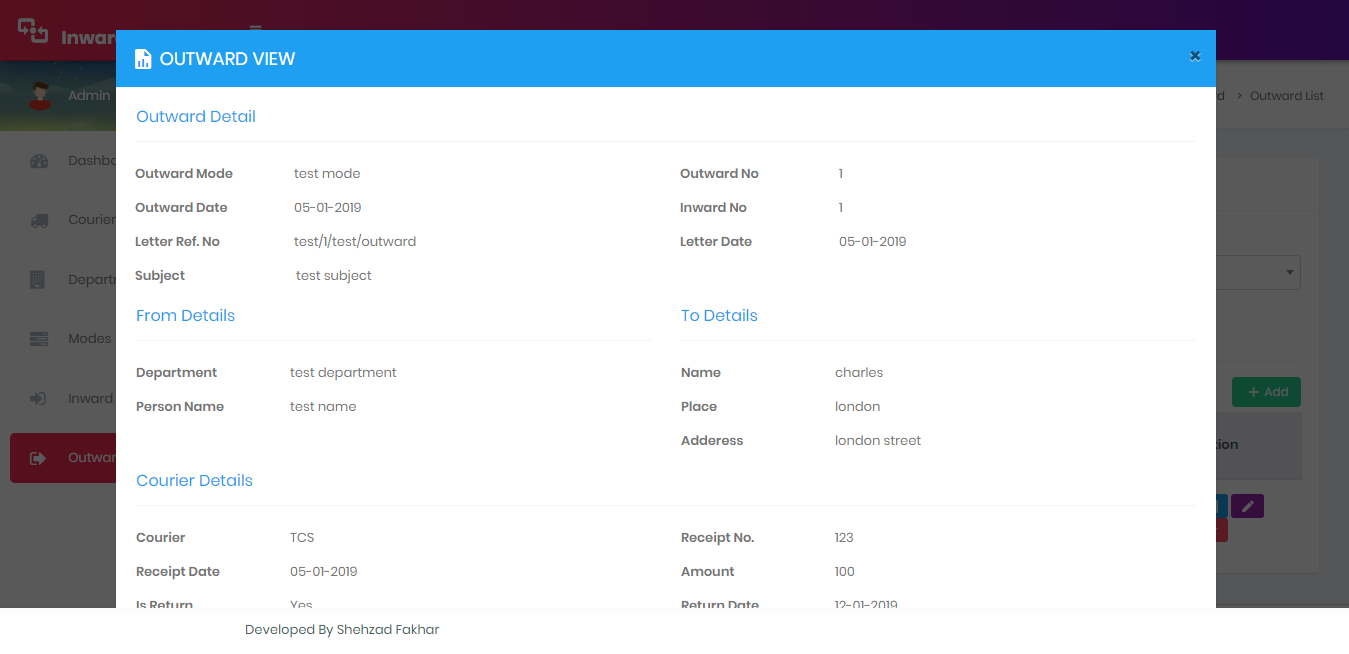 Inwar
OUTWARD VIEW
×
Admin
d > Outward List
Outward Detail
Dashbo
Outward Mode test mode Outward No 1
Outward Date 05-01-2019 Inward No 1
Courier
Letter Ref. No test/1/test/outward Letter Date 05-01-2019
Subject test subject
Depart
From Details To Details
Modes
Department test department Name charles
Inward
Person Name test name Place london
+ Add
Adderess london street
tion
Outwar
Courier Details
Courier TCS Receipt No. 123
Receipt Date 05-01-2019 Amount 100
Is Return Yes Return Date 12-01-2019
Developed By Shehzad Fakhar